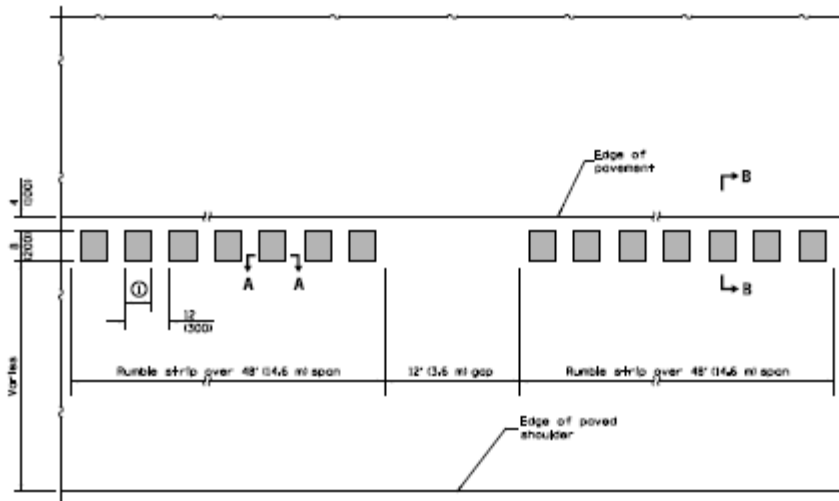 Edge of
pavement
B
4
(100)
8
(200)
A
A
B
①
12
(300)
Rumble strip over 48' (14.6 m) span
12' (3.6 m) gap
Rumble strip over 48' (14.6 m) span
Varies
Edge of paved
shoulder